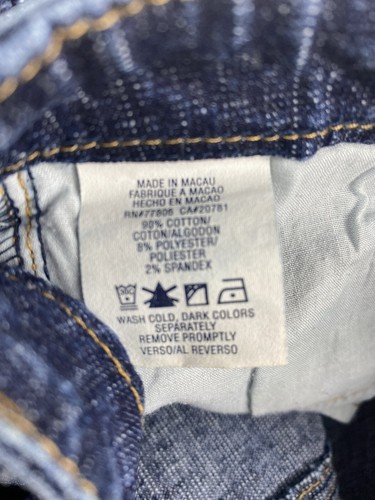 MADE IN MACAU
FABRIQUE A MACAO
HECHO EN MACAO
RN#77806 CA#20781
90% COTTON/
COTON/ALGODON
8% POLYESTER/
POLIESTER
2% SPANDEX
WASH COLD, DARK COLORS
SEPARATELY
REMOVE PROMPTLY
VERSO/AL REVERSO